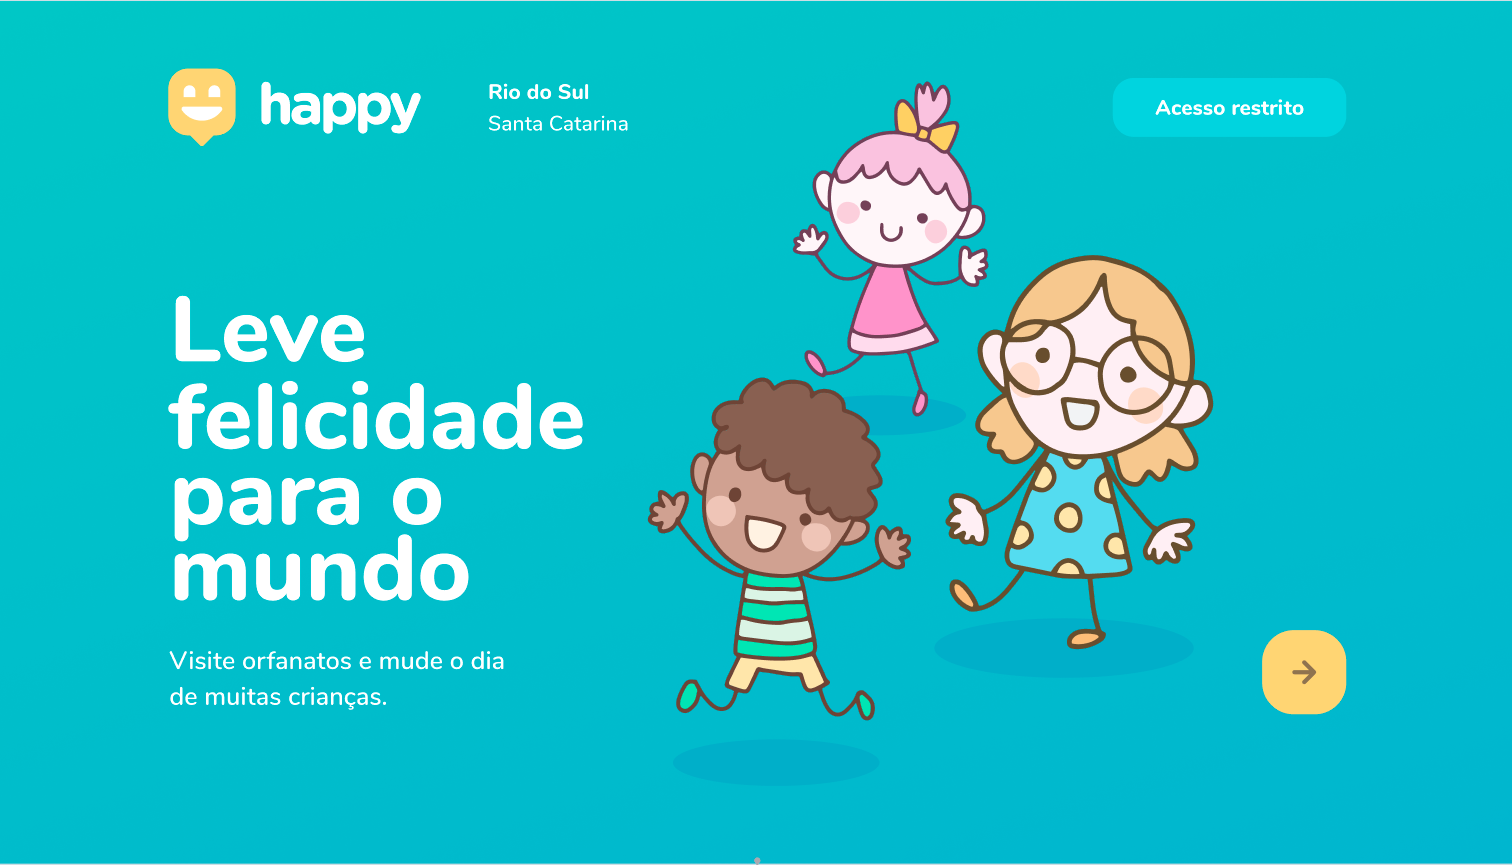 happy
Rio do Sul
Santa Catarina
Acesso restrito
Leve
felicidade
para o
mundo
Visite orfanatos e mude o dia
de muitas crianças.